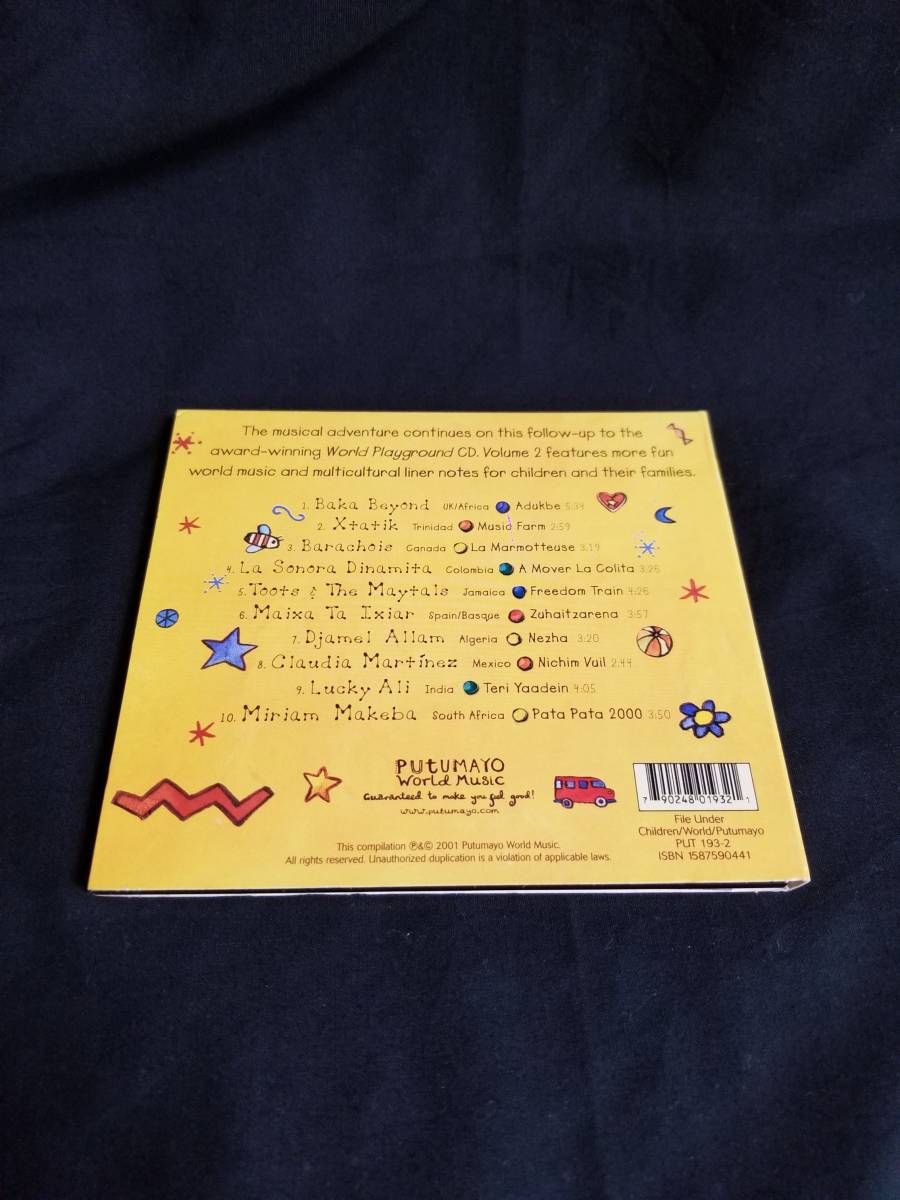 The musical adventure continues on this follow-up to the
award-winning World Playground CD. Volume 2 features more fun
world music and multicultural liner notes for children and their families.
1. Baka Beyond UK/Africa Adukbe 5:34
2. Xtatik Trinidad Music Farm 2:59
3. Barachois Canada La Marmotteuse 3:19
4. La Sonora Dinamita Colombia A Mover La Colita 3:26
5. Toots & The Maytals Jamaica Freedom Train 4:26
6. Maixa Ta Ixiar Spain/Basque Zuhaitzarena 3:57
7. Djamel Allam Algeria Nezha 3:20
8. Claudia Martínez Mexico Nichim Vuil 2:44
9. Lucky Ali India Teri Yaadein 4:05
10. Miriam Makeba South Africa Pata Pata 2000 3:50
PUTUMAYO
World Music
Guaranteed to make you feel good!
www.putumayo.com
7 90248 01932 1
File Under
Children/World/Putumayo
PUT 193-2
ISBN 1587590441
This compilation ℗&© 2001 Putumayo World Music.
All rights reserved. Unauthorized duplication is a violation of applicable laws.